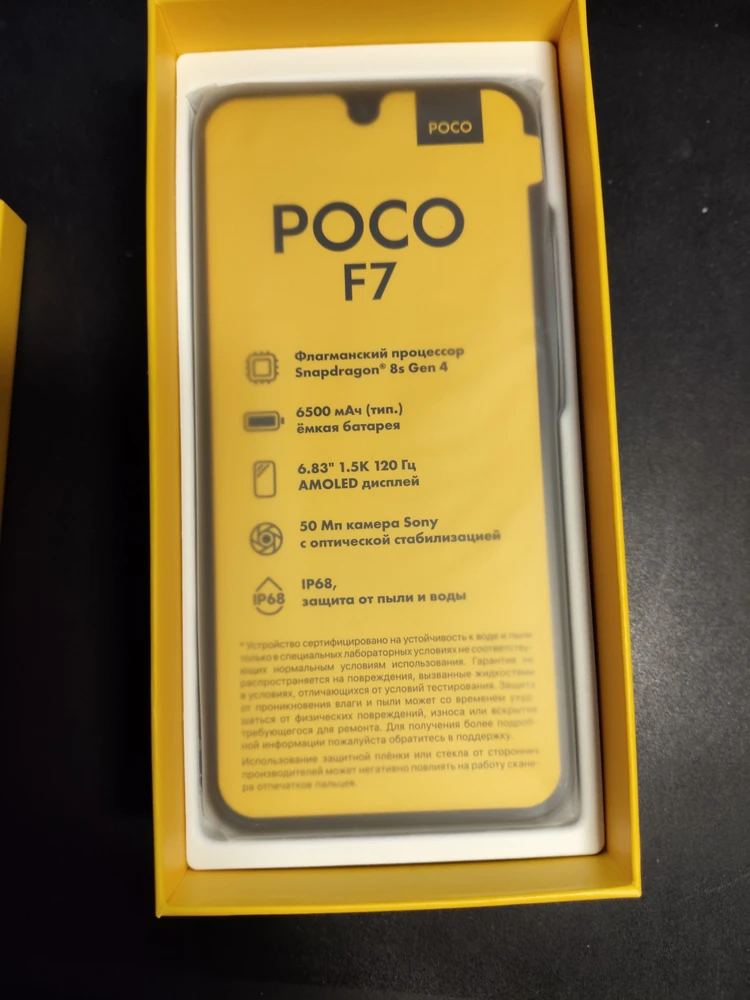 POCO
POCO
F7
Флагманский процессор
Snapdragon® 8s Gen 4
6500 мАч (тип.)
ёмкая батарея
6.83" 1.5K 120 Гц
AMOLED дисплей
50 Мп камера Sony
с оптической стабилизацией
IP68
IP68,
защита от пыли и воды
* Устройство сертифицировано на устойчивость к воде и пыли
только в специальных лабораторных условиях не соответству-
ющих нормальным условиям использования. Гарантия не
распространяется на повреждения, вызванные жидкостями
в условиях, отличающихся от условий тестирования. Защита
от проникновения влаги и пыли может со временем ухуд-
шаться от физических повреждений, износа или вскрытия
требующегося для ремонта. Для получения более подроб-
ной информации пожалуйста обратитесь в поддержку.
Использование защитной плёнки или стекла от сторонних
производителей может негативно повлиять на работу скане-
ра отпечатков пальцев.